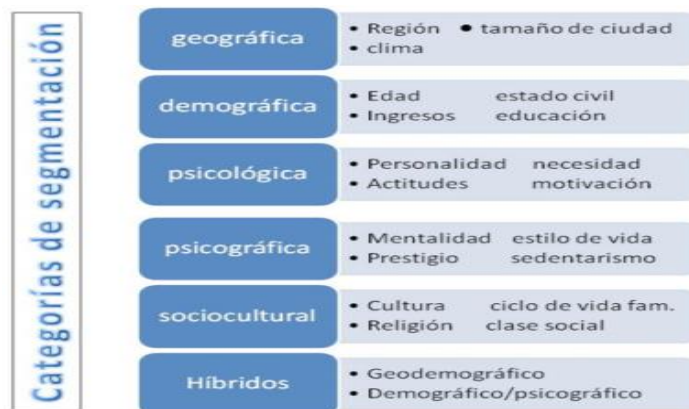 Categorías de segmentación
geográfica
• Región • tamaño de ciudad
• clima
demográfica
• Edad estado civil
• Ingresos educación
psicológica
• Personalidad necesidad
• Actitudes motivación
psicográfica
• Mentalidad estilo de vida
• Prestigio sedentarismo
sociocultural
• Cultura ciclo de vida fam.
• Religión clase social
Híbridos
• Geodemográfico
• Demográfico/psicográfico